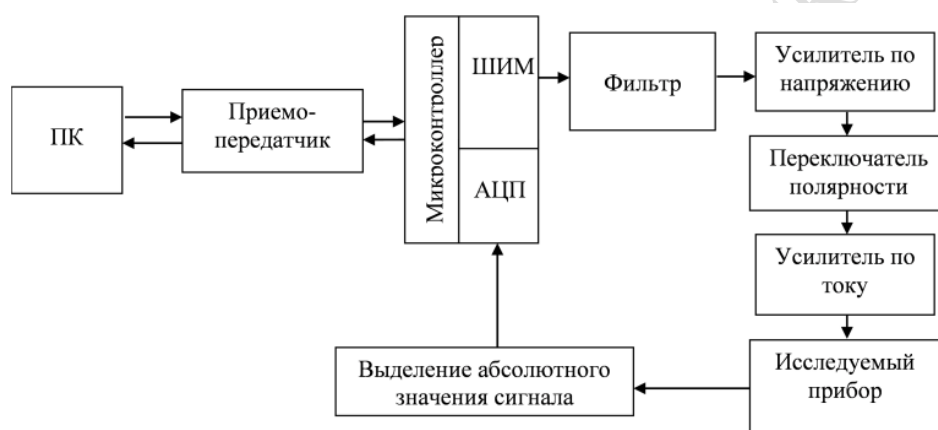 ПК
Приемо-
передатчик
Микроконтроллер
ШИМ
АЦП
Фильтр
Усилитель по
напряжению
Переключатель
полярности
Усилитель по
току
Исследуемый
прибор
Выделение абсолютного
значения сигнала